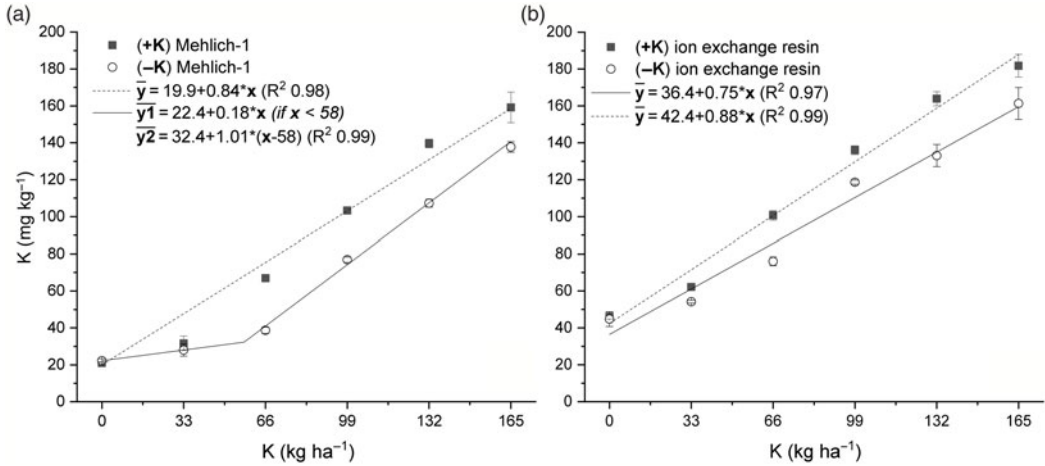 (a)
K (mg kg⁻¹)
200
180
160
140
120
100
80
60
40
20
0
(+K) Mehlich-1
(−K) Mehlich-1
y̅ = 19.9+0.84*x (R² 0.98)
y1̅ = 22.4+0.18*x (if x < 58)
y2̅ = 32.4+1.01*(x-58) (R² 0.99)
0 33 66 99 132 165
K (kg ha⁻¹)
(b)
200
180
160
140
120
100
80
60
40
20
0
(+K) ion exchange resin
(−K) ion exchange resin
y̅ = 36.4+0.75*x (R² 0.97)
y̅ = 42.4+0.88*x (R² 0.99)
0 33 66 99 132 165
K (kg ha⁻¹)